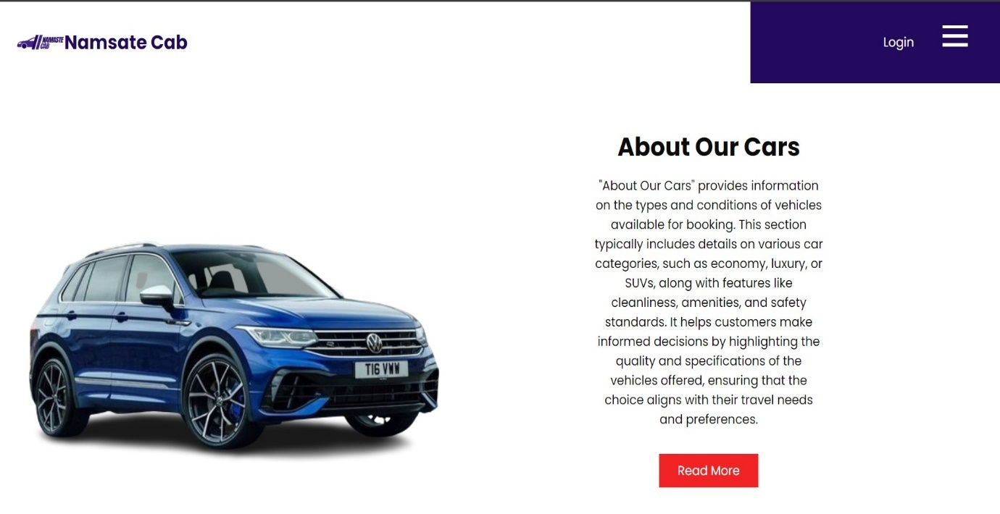 NAMASTE
CAB
Namsate Cab
Login
About Our Cars
"About Our Cars" provides information
on the types and conditions of vehicles
available for booking. This section
typically includes details on various car
categories, such as economy, luxury, or
SUVs, along with features like
cleanliness, amenities, and safety
standards. It helps customers make
informed decisions by highlighting the
quality and specifications of the
vehicles offered, ensuring that the
choice aligns with their travel needs
and preferences.
T16 VWW
Read More